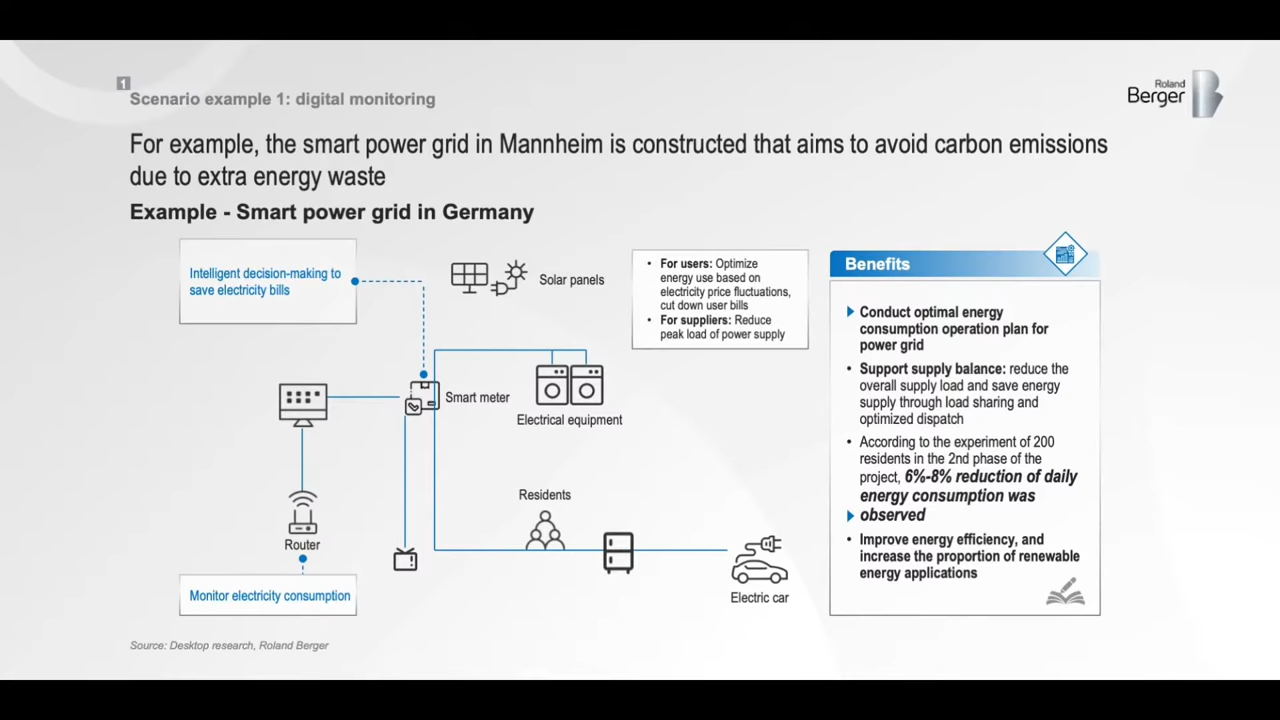 1
Scenario example 1: digital monitoring
Roland
Berger
For example, the smart power grid in Mannheim is constructed that aims to avoid carbon emissions
due to extra energy waste
Example - Smart power grid in Germany
Intelligent decision-making to
save electricity bills
Solar panels
• For users: Optimize
energy use based on
electricity price fluctuations,
cut down user bills
• For suppliers: Reduce
peak load of power supply
Smart meter
Electrical equipment
Residents
Router
Electric car
Monitor electricity consumption
Benefits
Conduct optimal energy
consumption operation plan for
power grid
• Support supply balance: reduce the
overall supply load and save energy
supply through load sharing and
optimized dispatch
• According to the experiment of 200
residents in the 2nd phase of the
project, 6%-8% reduction of daily
energy consumption was
observed
• Improve energy efficiency, and
increase the proportion of renewable
energy applications
Source: Desktop research, Roland Berger